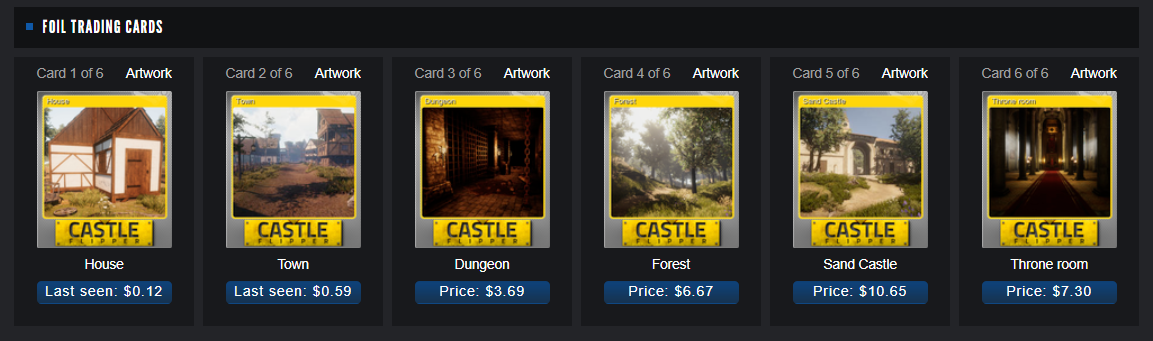 FOIL TRADING CARDS
Card 1 of 6 Artwork
House
CASTLE
FLIPPER
House
Last seen: $0.12
Card 2 of 6 Artwork
Town
CASTLE
FLIPPER
Town
Last seen: $0.59
Card 3 of 6 Artwork
Dungeon
CASTLE
FLIPPER
Dungeon
Price: $3.69
Card 4 of 6 Artwork
Forest
CASTLE
FLIPPER
Forest
Price: $6.67
Card 5 of 6 Artwork
Sand Castle
CASTLE
FLIPPER
Sand Castle
Price: $10.65
Card 6 of 6 Artwork
Throne room
CASTLE
FLIPPER
Throne room
Price: $7.30